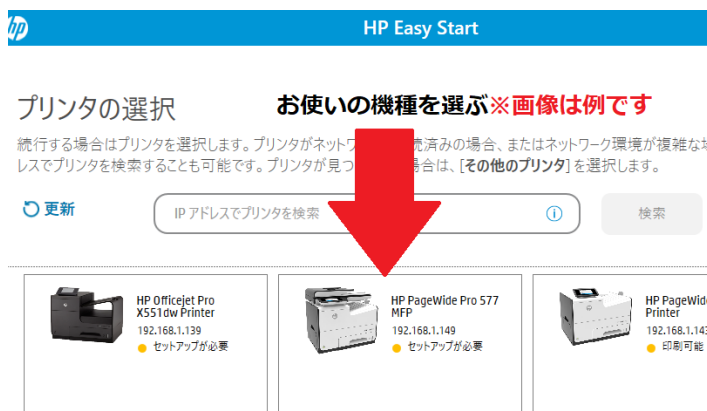 hp
HP Easy Start
プリンタの選択
お使いの機種を選ぶ※画像は例です
続行する場合はプリンタを選択します。プリンタがネットワ 売済みの場合、またはネットワーク環境が複雑な
レスでプリンタを検索することも可能です。プリンタが見つ 場合は、[その他のプリンタ] を選択します。
更新
IP アドレスでプリンタを検索
検索
HP Officejet Pro
X551dw Printer
192.168.1.139
セットアップが必要
HP PageWide Pro 577
MFP
192.168.1.149
セットアップが必要
HP PageWide
Printer
192.168.1.143
印刷可能